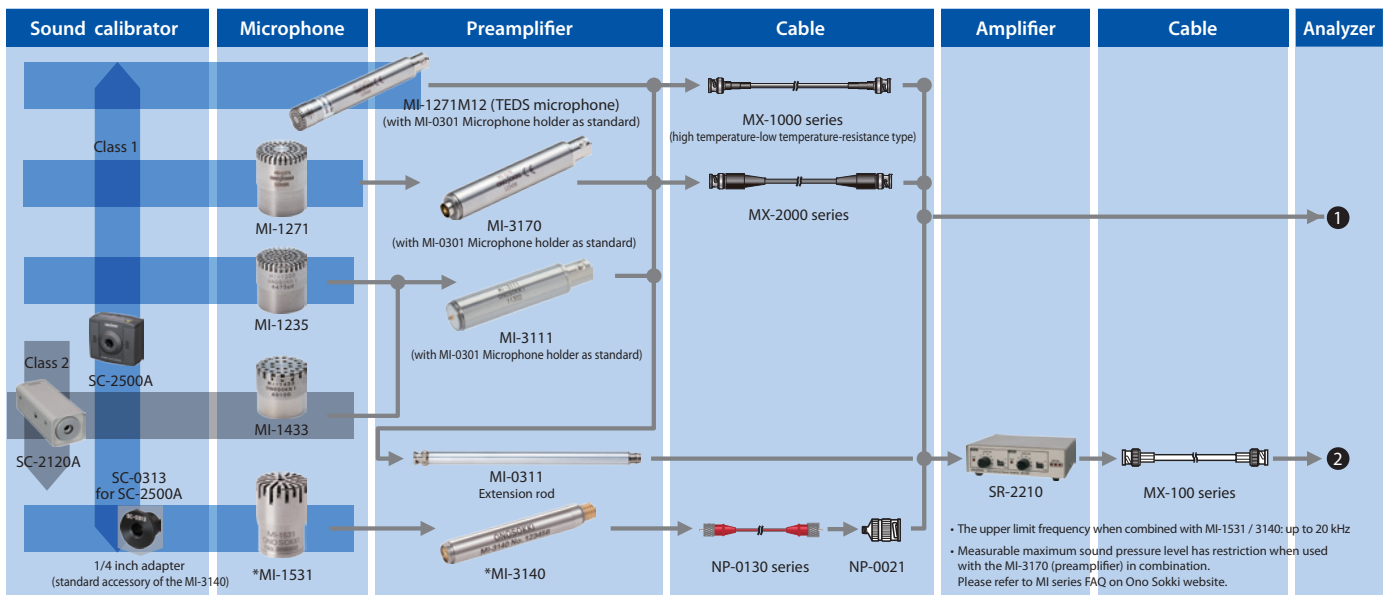 Sound calibrator
Microphone
Preamplifier
Cable
Amplifier
Cable
Analyzer
Class 1
MI-1271M12 (TEDS microphone)
(with MI-0301 Microphone holder as standard)
MX-1000 series
(high temperature-low temperature-resistance type)
MI-1271
MI-3170
(with MI-0301 Microphone holder as standard)
MX-2000 series
1
MI-1235
MI-3111
(with MI-0301 Microphone holder as standard)
Class 2
SC-2500A
MI-1433
SC-2120A
MI-0311
Extension rod
SR-2210
MX-100 series
2
SC-0313
for SC-2500A
1/4 inch adapter
(standard accessory of the MI-3140)
*MI-1531
ONOSOKKI
MI-3140 No. 123456
*MI-3140
NP-0130 series
NP-0021
• The upper limit frequency when combined with MI-1531 / 3140: up to 20 kHz
• Measurable maximum sound pressure level has restriction when used
with the MI-3170 (preamplifier) in combination.
Please refer to MI series FAQ on Ono Sokki website.